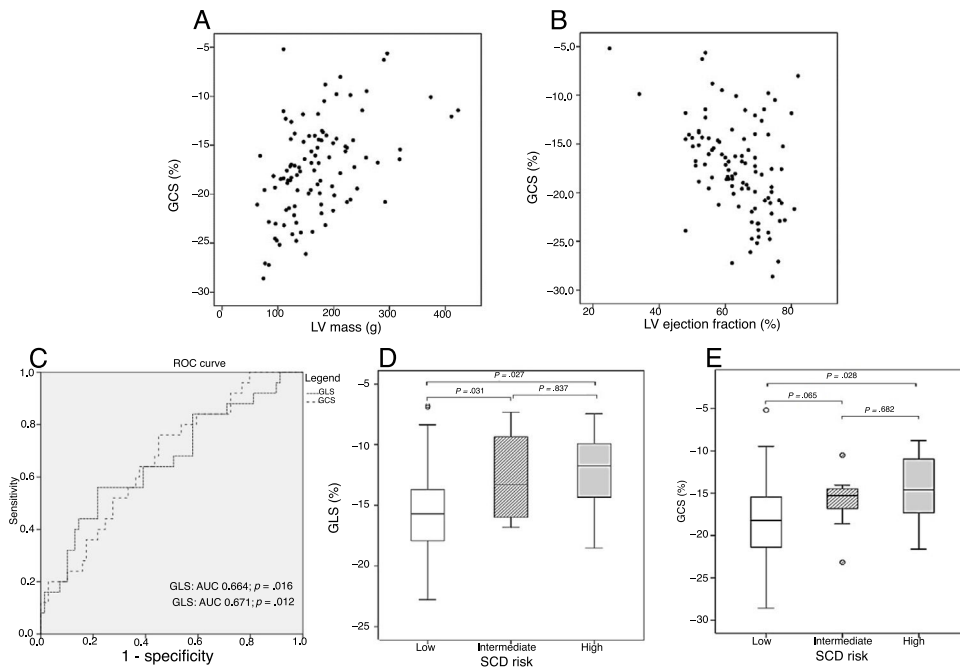 A
−5
−10
−15
−20
−25
−30
GCS (%)
0
100
200
300
400
LV mass (g)
B
−5.0
−10.0
−15.0
−20.0
−25.0
−30.0
GCS (%)
20
40
60
80
LV ejection fraction (%)
C
ROC curve
Legend
GLS
GCS
1.0
0.8
0.6
0.4
0.2
0.0
Sensitivity
GLS: AUC 0.664; p = .016
GLS: AUC 0.671; p = .012
0.0
0.2
0.4
0.6
0.8
1.0
1 - specificity
D
P = .027
P = .031
P = .837
−5
−10
−15
−20
−25
GLS (%)
Low
Intermediate
High
SCD risk
E
P = .028
P = .065
P = .682
−5
−10
−15
−20
−25
−30
GCS (%)
Low
Intermediate
High
SCD risk